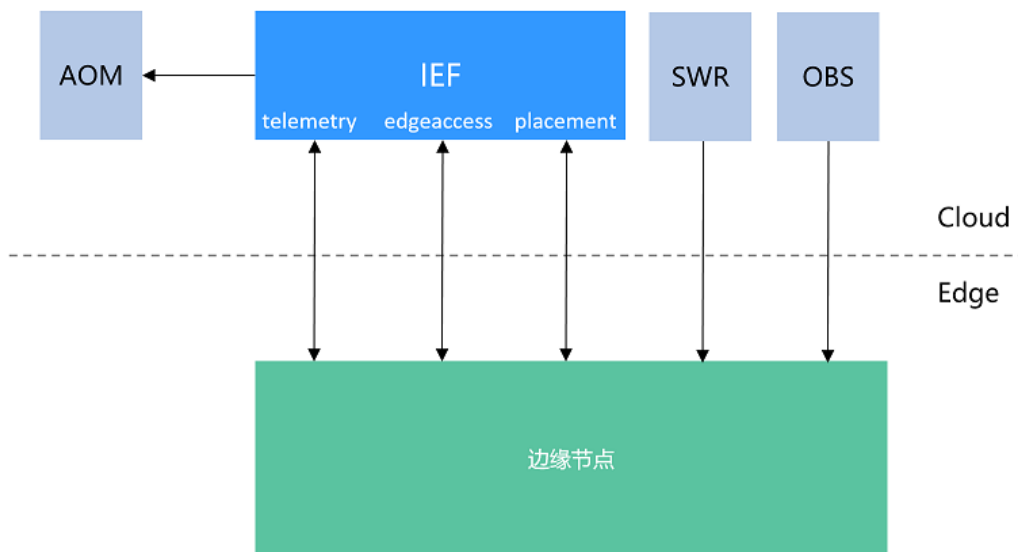 AOM
IEF
telemetry edgeaccess placement
SWR
OBS
Cloud
Edge
边缘节点